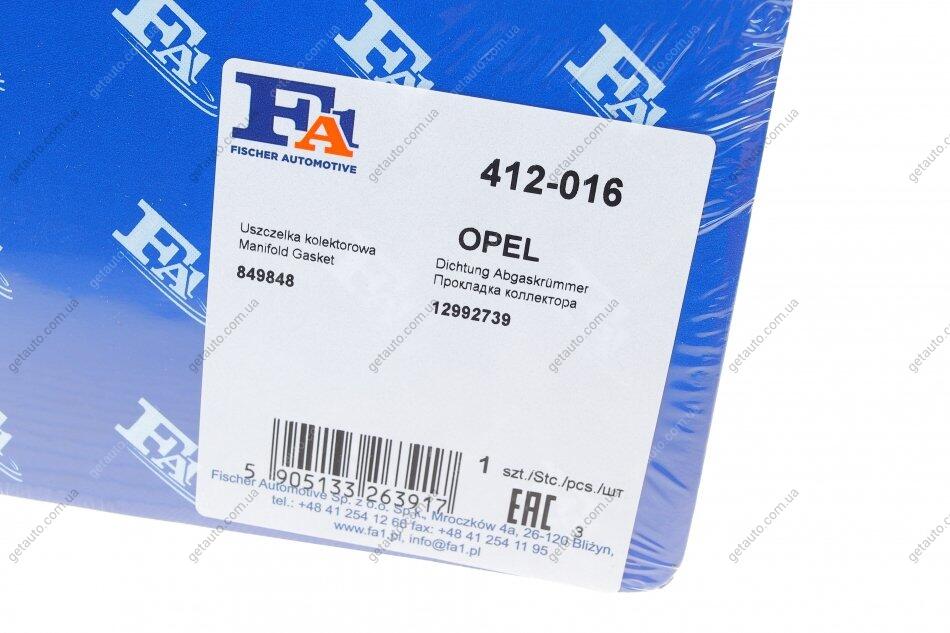 FA1
FISCHER AUTOMOTIVE
412-016
Uszczelka kolektorowa
Manifold Gasket
849848
OPEL
Dichtung Abgaskrümmer
Прокладка коллектора
12992739
1 szt./Stc./pcs./шт
5 905133 263917
EAC
3
Fischer Automotive Sp. z o.o. Sp.k., Mroczków 4a, 26-120 Bliżyn,
tel.: +48 41 254 12 60 fax: +48 41 254 11 95
www.fa1.pl, info@fa1.pl
getauto.com.ua